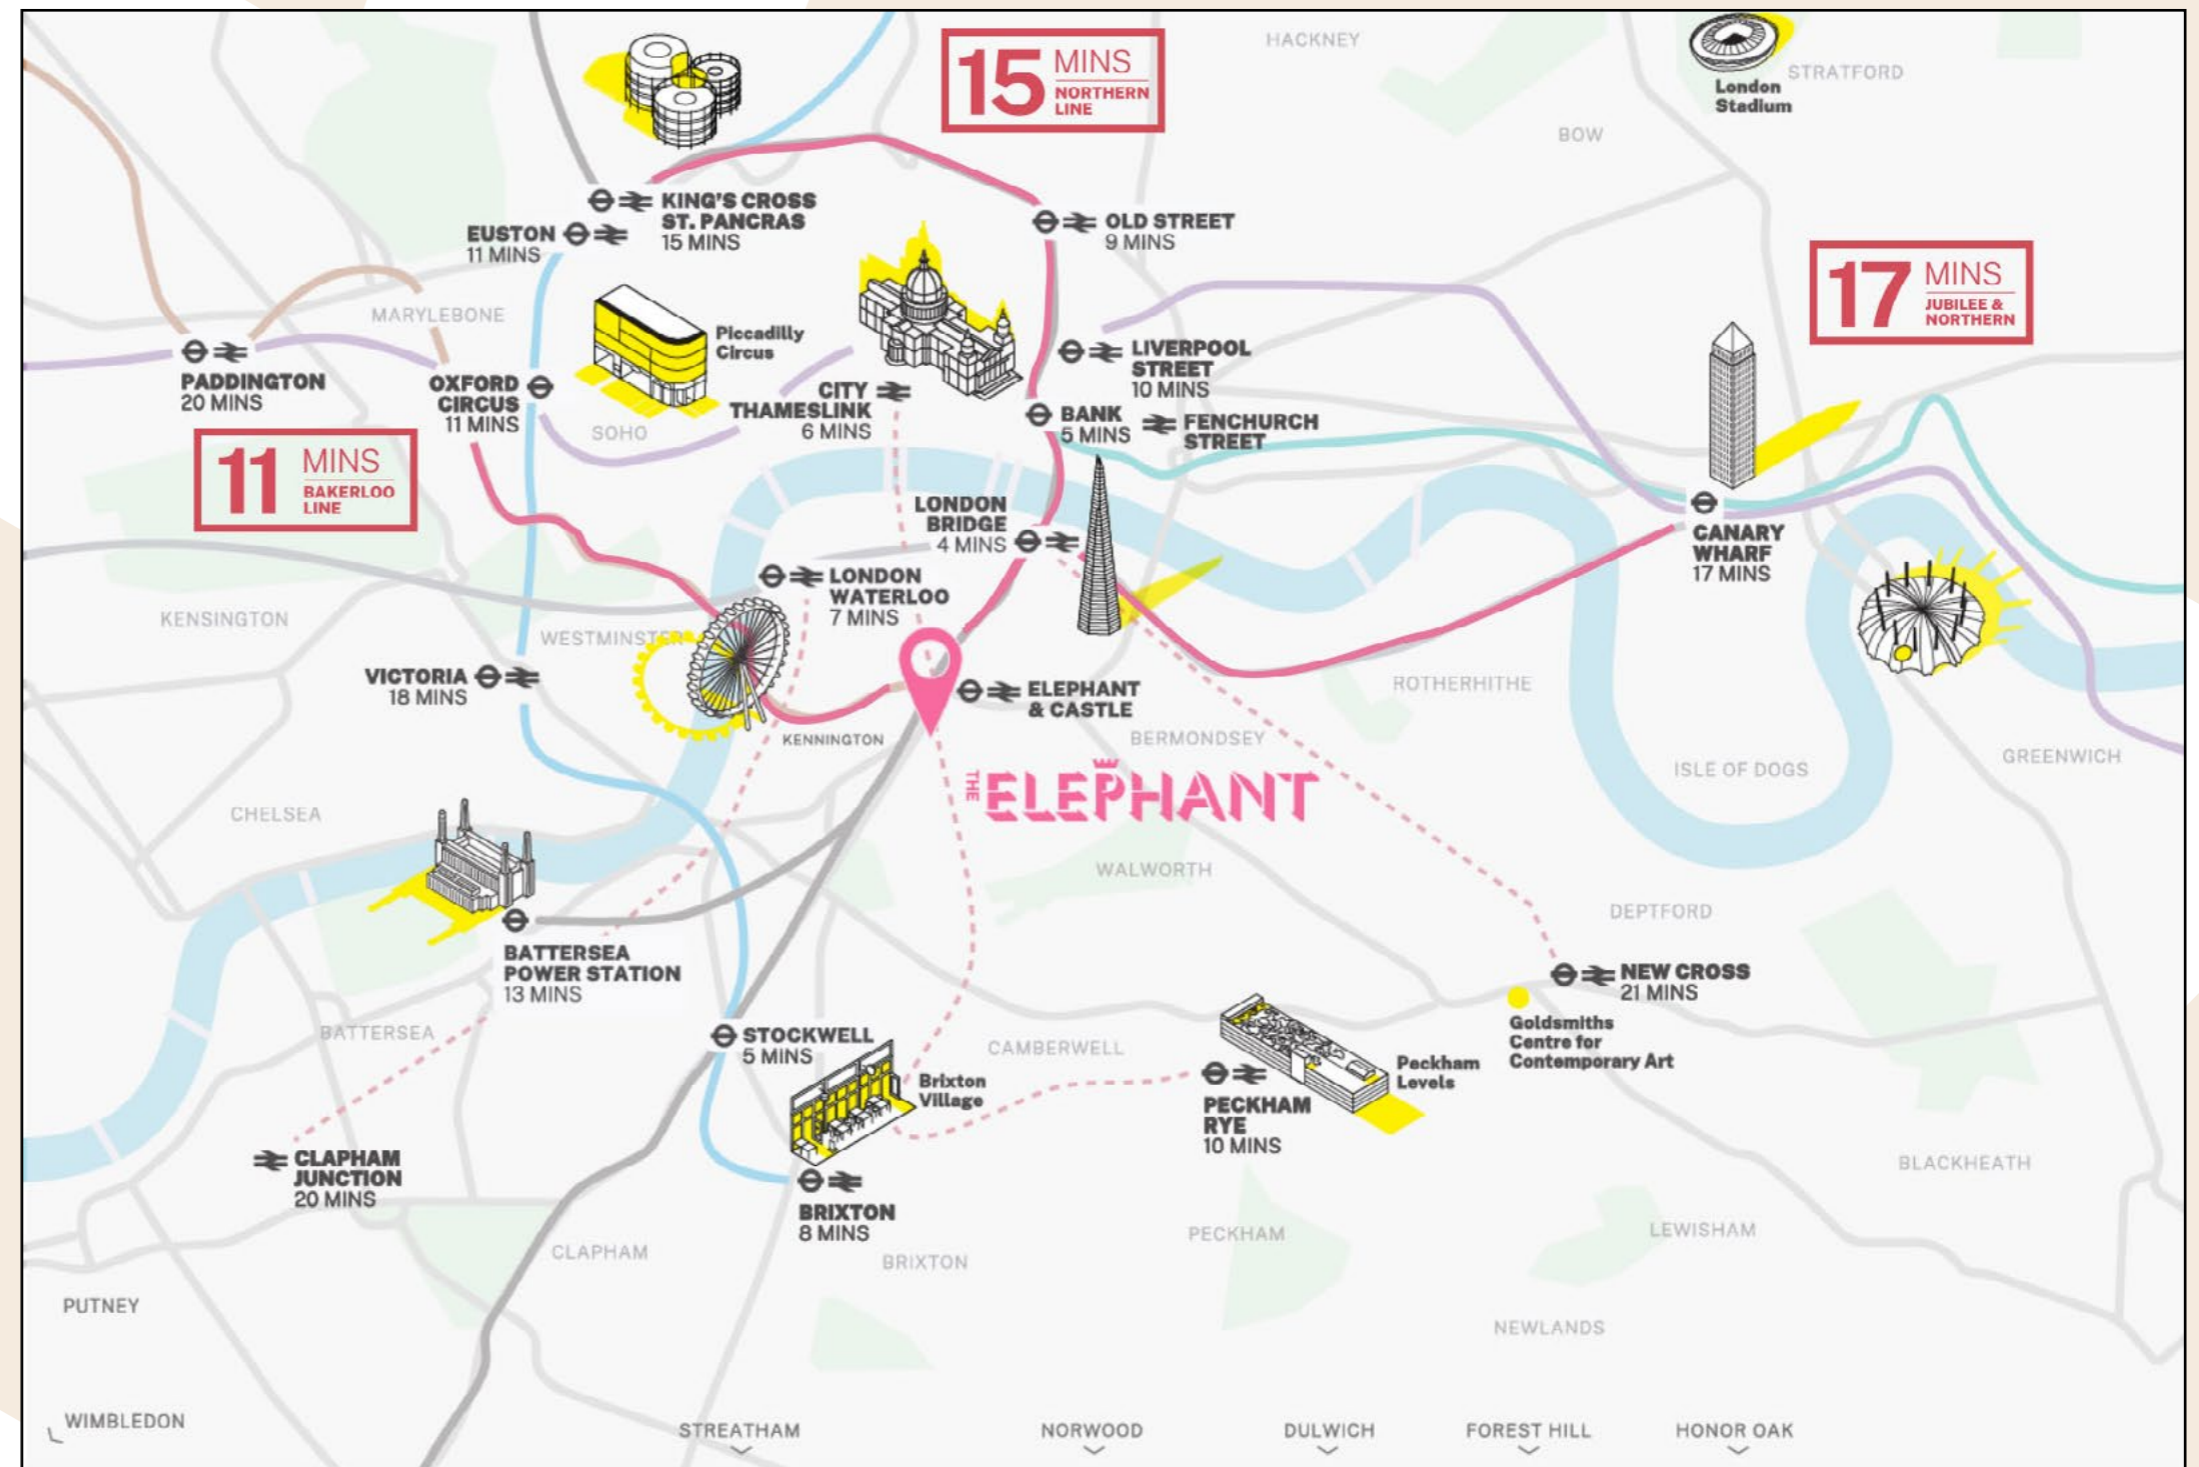 HACKNEY
STRATFORD
London
Stadium
BOW
15 MINS
NORTHERN
LINE
KING'S CROSS
ST. PANCRAS
15 MINS
EUSTON
11 MINS
OLD STREET
9 MINS
17 MINS
JUBILEE &
NORTHERN
MARYLEBONE
Piccadilly
Circus
PADDINGTON
20 MINS
OXFORD
CIRCUS
11 MINS
SOHO
CITY
THAMESLINK
6 MINS
LIVERPOOL
STREET
10 MINS
BANK
5 MINS
FENCHURCH
STREET
11 MINS
BAKERLOO
LINE
LONDON
BRIDGE
4 MINS
CANARY
WHARF
17 MINS
LONDON
WATERLOO
7 MINS
KENSINGTON
WESTMINSTER
VICTORIA
18 MINS
ELEPHANT
& CASTLE
ROTHERHITHE
KENNINGTON
BERMONDSEY
THE
ELEPHANT
ISLE OF DOGS
GREENWICH
CHELSEA
WALWORTH
DEPTFORD
BATTERSEA
POWER STATION
13 MINS
NEW CROSS
21 MINS
Goldsmiths
Centre for
Contemporary Art
BATTERSEA
STOCKWELL
5 MINS
CAMBERWELL
Brixton
Village
Peckham
Levels
PECKHAM
RYE
10 MINS
CLAPHAM
JUNCTION
20 MINS
BLACKHEATH
BRIXTON
8 MINS
CLAPHAM
BRIXTON
PECKHAM
LEWISHAM
PUTNEY
NEWLANDS
WIMBLEDON
STREATHAM
NORWOOD
DULWICH
FOREST HILL
HONOR OAK